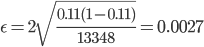 ϵ = 2√(0.11(1 − 0.11)/13348) = 0.0027